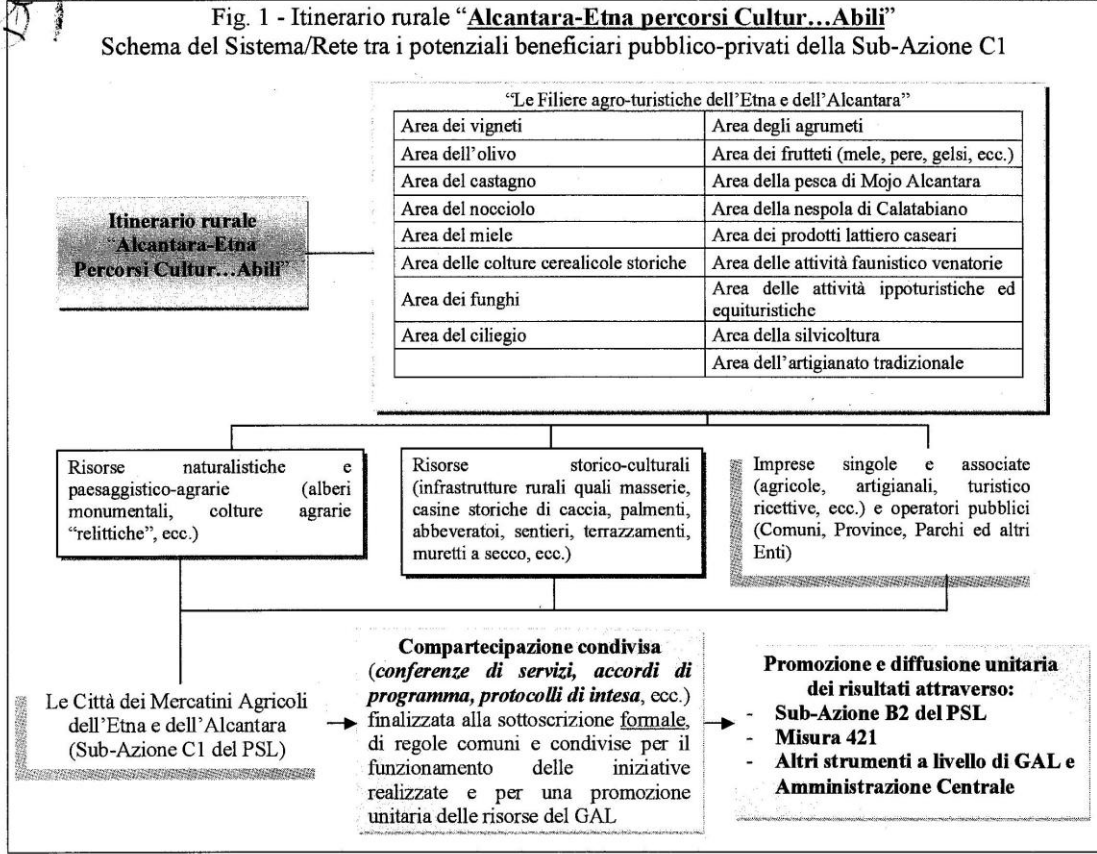 Fig. 1 - Itinerario rurale “Alcantara-Etna percorsi Cultur…Abili”
Schema del Sistema/Rete tra i potenziali beneficiari pubblico-privati della Sub-Azione C1
“Le Filiere agro-turistiche dell’Etna e dell’Alcantara”
Area dei vigneti
Area degli agrumeti
Area dell’olivo
Area dei frutteti (mele, pere, gelsi, ecc.)
Area del castagno
Area della pesca di Mojo Alcantara
Area del nocciolo
Area della nespola di Calatabiano
Area del miele
Area dei prodotti lattiero caseari
Area delle colture cerealicole storiche
Area delle attività faunistico venatorie
Area dei funghi
Area delle attività ippoturistiche ed
equituristiche
Area del ciliegio
Area della silvicoltura
Area dell’artigianato tradizionale
Itinerario rurale
“Alcantara-Etna
Percorsi Cultur…Abili”
Risorse naturalistiche e
paesaggistico-agrarie (alberi
monumentali, colture agrarie
“relittiche”, ecc.)
Risorse storico-culturali
(infrastrutture rurali quali masserie,
casine storiche di caccia, palmenti,
abbeveratoi, sentieri, terrazzamenti,
muretti a secco, ecc.)
Imprese singole e associate
(agricole, artigianali, turistico
ricettive, ecc.) e operatori pubblici
(Comuni, Province, Parchi ed altri
Enti)
Le Città dei Mercatini Agricoli
dell’Etna e dell’Alcantara
(Sub-Azione C1 del PSL)
Compartecipazione condivisa
(conferenze di servizi, accordi di
programma, protocolli di intesa, ecc.)
finalizzata alla sottoscrizione formale,
di regole comuni e condivise per il
funzionamento delle iniziative
realizzate e per una promozione
unitaria delle risorse del GAL
Promozione e diffusione unitaria
dei risultati attraverso:
- Sub-Azione B2 del PSL
- Misura 421
- Altri strumenti a livello di GAL e
Amministrazione Centrale